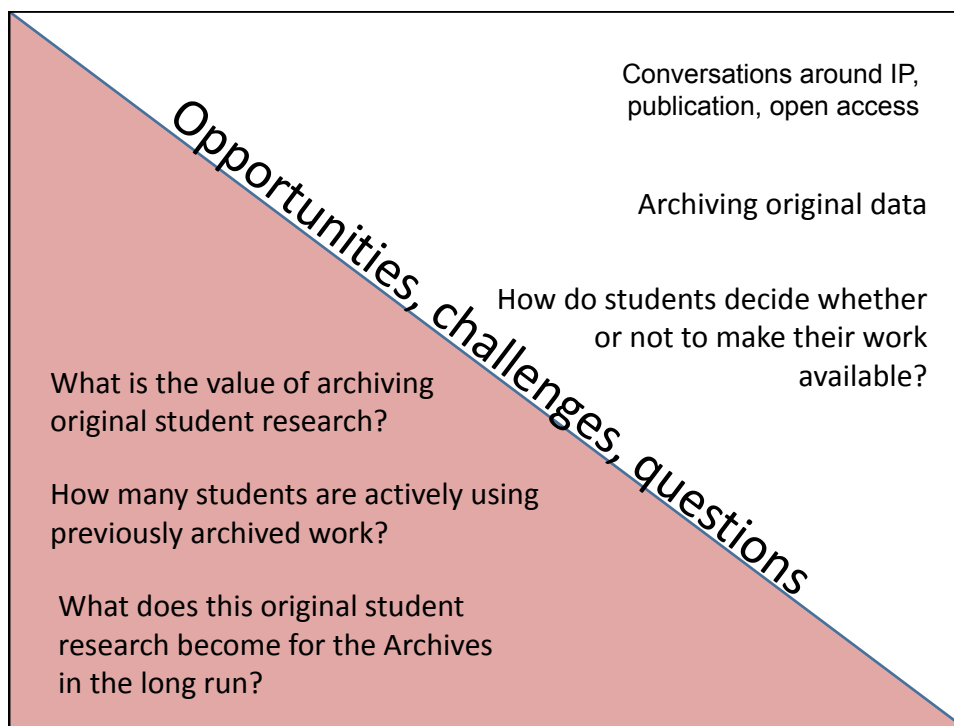 Opportunities, challenges, questions
Conversations around IP,
publication, open access
Archiving original data
How do students decide whether
or not to make their work
available?
What is the value of archiving
original student research?
How many students are actively using
previously archived work?
What does this original student
research become for the Archives
in the long run?